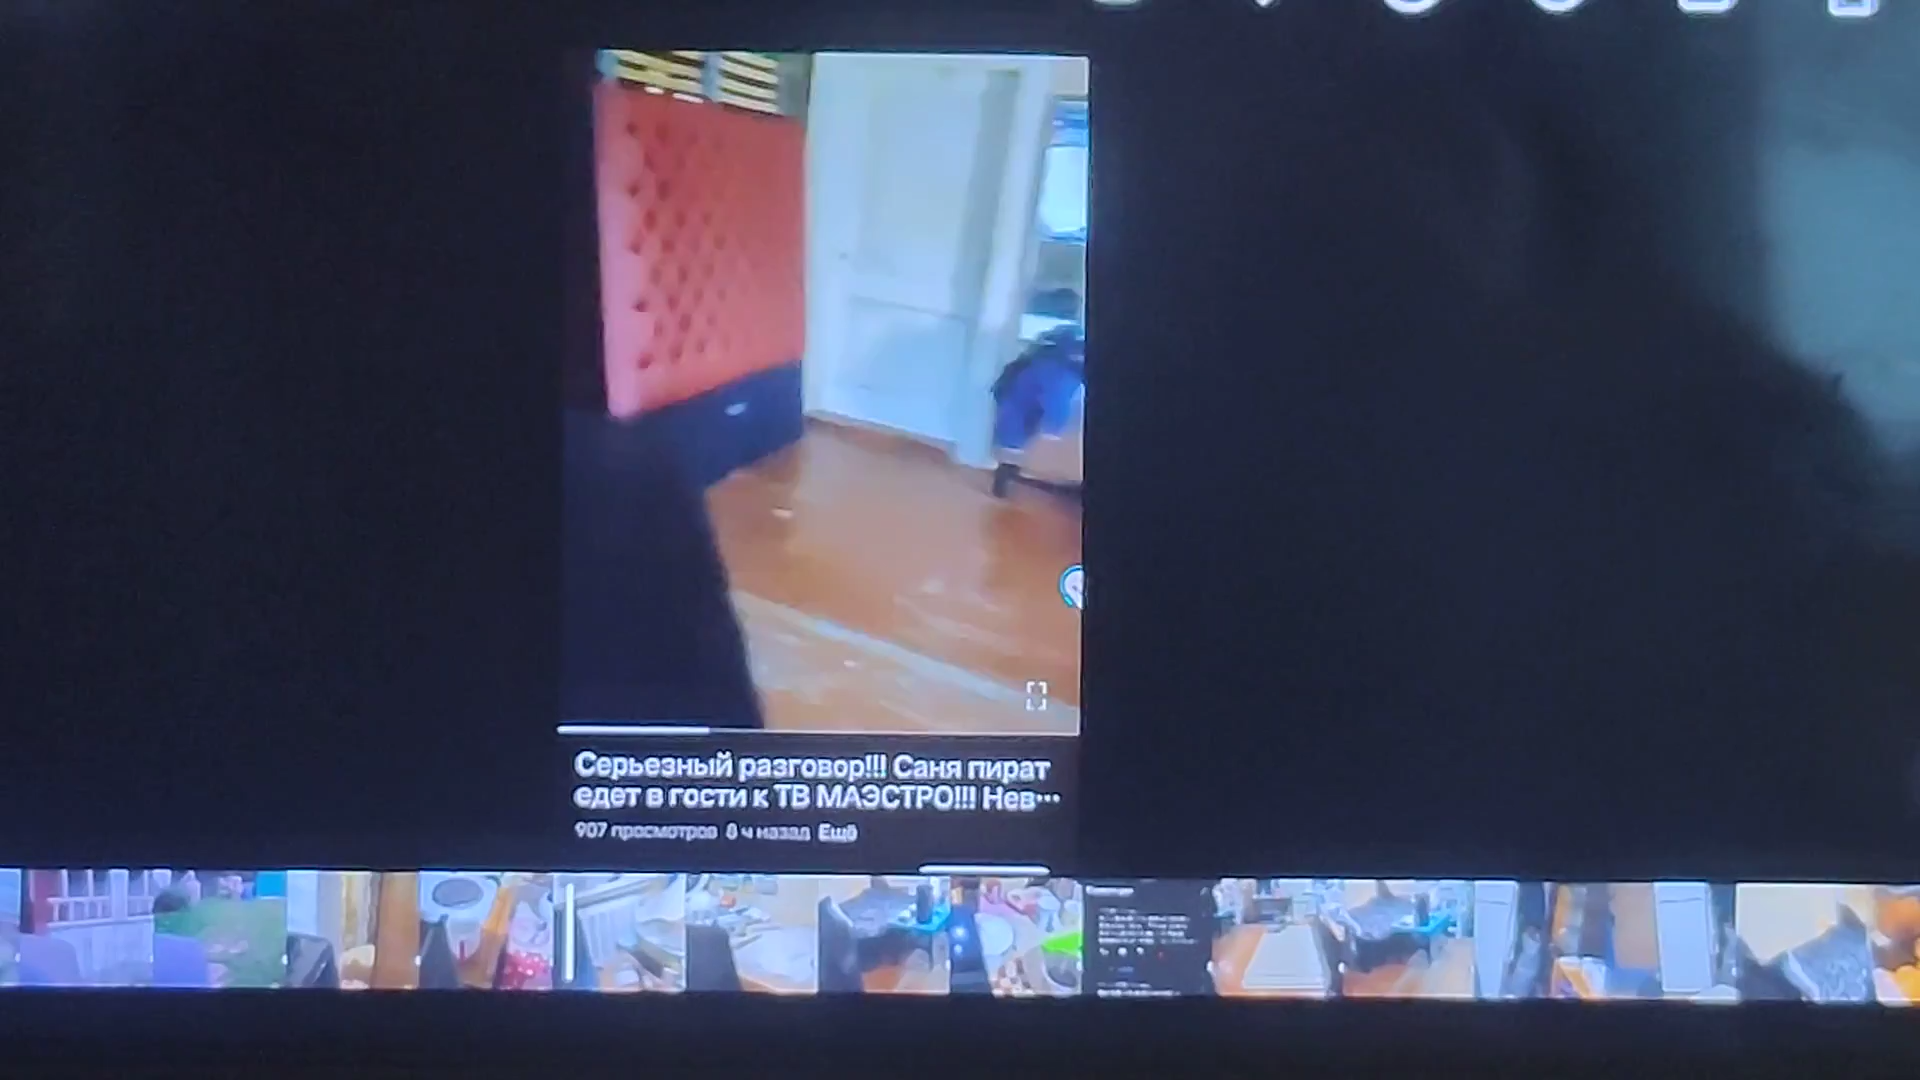 Серьезный разговор!!! Саня пират
едет в гости к ТВ МАЭСТРО!!! Нев...
907 просмотров 8 ч назад Ещё